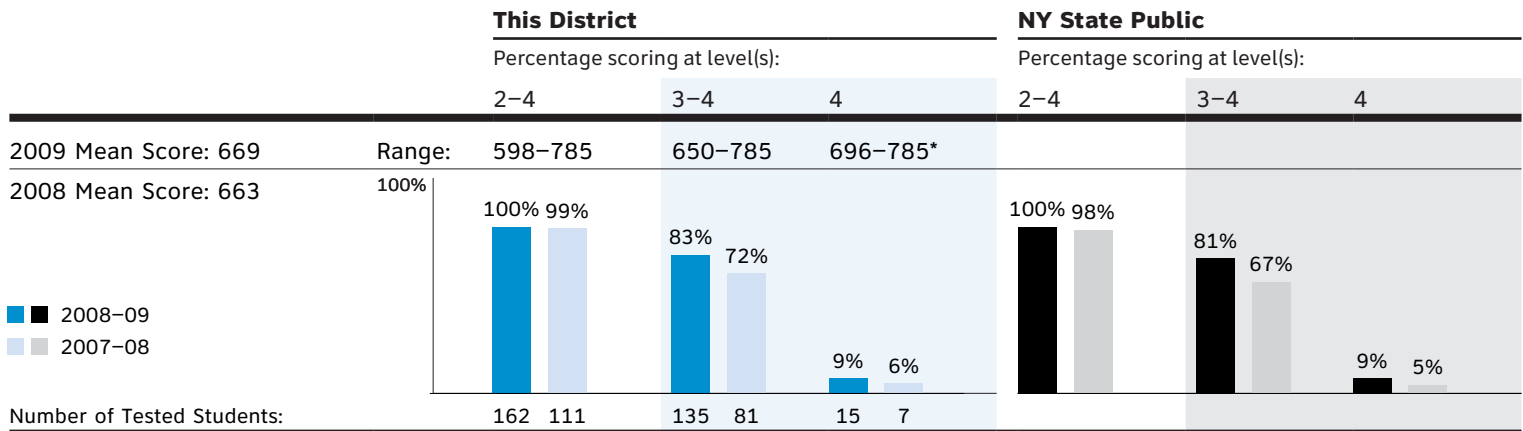 This District NY State Public
Percentage scoring at level(s): Percentage scoring at level(s):
2–4 3–4 4 2–4 3–4 4
2009 Mean Score: 669 Range: 598–785 650–785 696–785*
2008 Mean Score: 663 100%
100% 99% 83% 72% 9% 6% 100% 98% 81% 67% 9% 5%
2008–09
2007–08
Number of Tested Students: 162 111 135 81 15 7